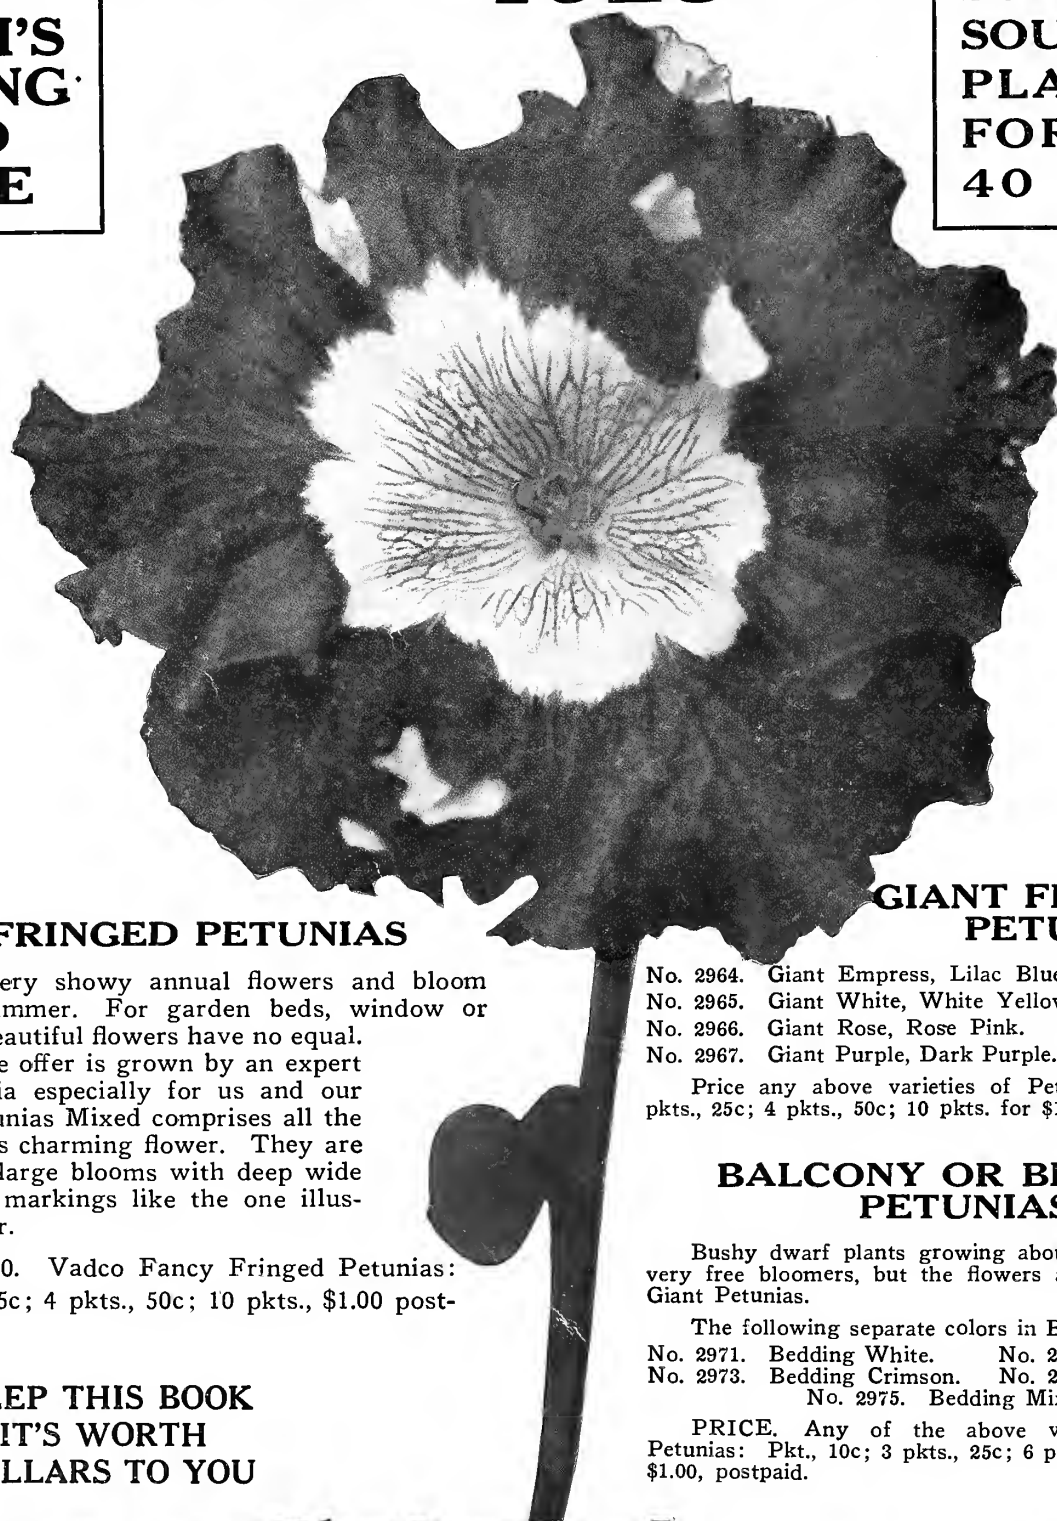 I'S
NG
D
E
SOU
PLA
FOR
40
FRINGED PETUNIAS
ery showy annual flowers and bloom
mmer. For garden beds, window or
eautiful flowers have no equal.
e offer is grown by an expert
ia especially for us and our
unias Mixed comprises all the
s charming flower. They are
large blooms with deep wide
markings like the one illus-
r.
0. Vadco Fancy Fringed Petunias:
5c; 4 pkts., 50c; 10 pkts., $1.00 post-
EP THIS BOOK
IT'S WORTH
LLARS TO YOU
GIANT F
PETU
No. 2964. Giant Empress, Lilac Blue
No. 2965. Giant White, White Yellow
No. 2966. Giant Rose, Rose Pink.
No. 2967. Giant Purple, Dark Purple.
Price any above varieties of Pet
pkts., 25c; 4 pkts., 50c; 10 pkts. for $
BALCONY OR B
PETUNIAS
Bushy dwarf plants growing abou
very free bloomers, but the flowers a
Giant Petunias.
The following separate colors in B
No. 2971. Bedding White. No. 2
No. 2973. Bedding Crimson. No. 2
No. 2975. Bedding Mi
PRICE. Any of the above v
Petunias: Pkt., 10c; 3 pkts., 25c; 6 p
$1.00, postpaid.